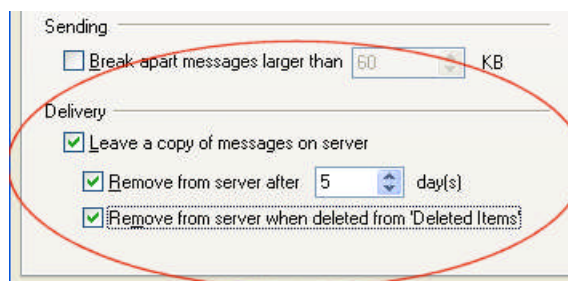 Sending
Break apart messages larger than 60 KB
Delivery
Leave a copy of messages on server
Remove from server after 5 day(s)
Remove from server when deleted from 'Deleted Items'